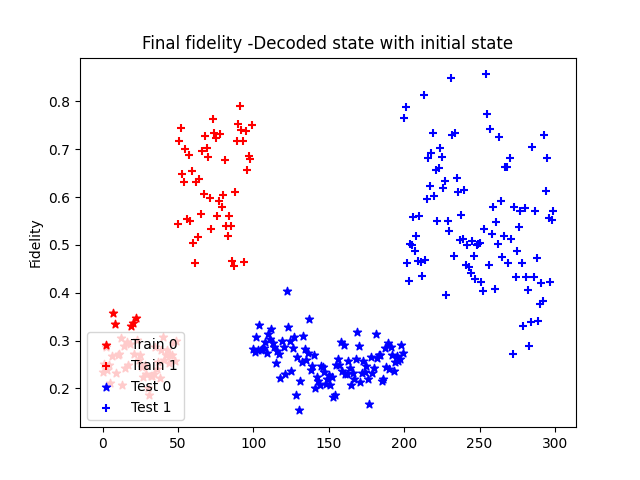 Final fidelity -Decoded state with initial state
Fidelity
0.8
0.7
0.6
0.5
0.4
0.3
0.2
Train 0
Train 1
Test 0
Test 1
0 50 100 150 200 250 300